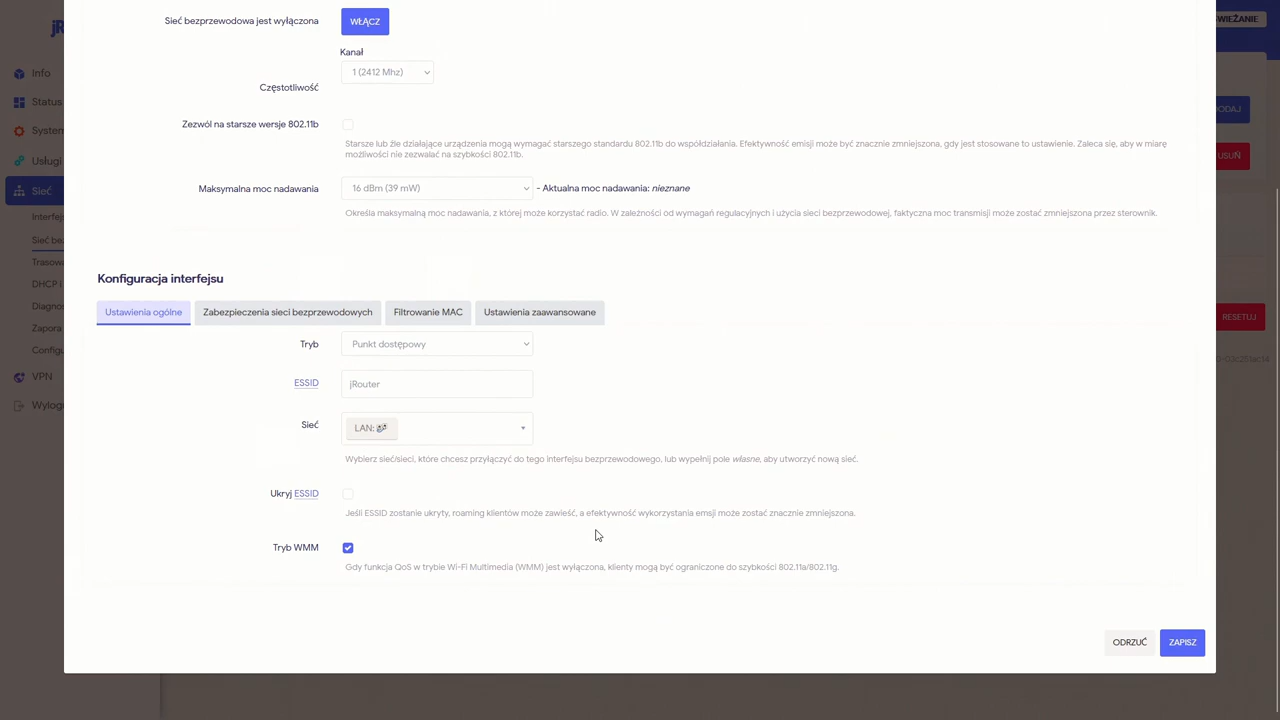 Sieć bezprzewodowa jest wyłączona
WŁĄCZ
WIEŻANIE
Kanał
1 (2412 Mhz)
Częstotliwość
Info
Status
System
Usługi
Sieć
Interfejs
Sieć bez
Trasowa
DHCP i
Diagnos
Zapora
Configu
VPN
Wylog
Zezwól na starsze wersje 802.11b
Starsze lub źle działające urządzenia mogą wymagać starszego standardu 802.11b do współdziałania. Efektywność emisji może być znacznie zmniejszona, gdy jest stosowane to ustawienie. Zaleca się, aby w miarę
możliwości nie zezwalać na szybkości 802.11b.
Maksymalna moc nadawania
16 dBm (39 mW)
- Aktualna moc nadawania: nieznane
Określa maksymalną moc nadawania, z której może korzystać radio. W zależności od wymagań regulacyjnych i użycia sieci bezprzewodowej, faktyczna moc transmisji może zostać zmniejszona przez sterownik.
DODAJ
USUŃ
RESETUJ
Konfiguracja interfejsu
Ustawienia ogólne
Zabezpieczenia sieci bezprzewodowych
Filtrowanie MAC
Ustawienia zaawansowane
Tryb
Punkt dostępowy
ESSID
jRouter
Sieć
LAN:
Wybierz sieć/sieci, które chcesz przyłączyć do tego interfejsu bezprzewodowego, lub wypełnij pole własne, aby utworzyć nową sieć.
Ukryj ESSID
Jeśli ESSID zostanie ukryty, roaming klientów może zawieść, a efektywność wykorzystania emsji może zostać znacznie zmniejszona.
Tryb WMM
Gdy funkcja QoS w trybie Wi-Fi Multimedia (WMM) jest wyłączona, klienty mogą być ograniczone do szybkości 802.11a/802.11g.
ODRZUĆ
ZAPISZ